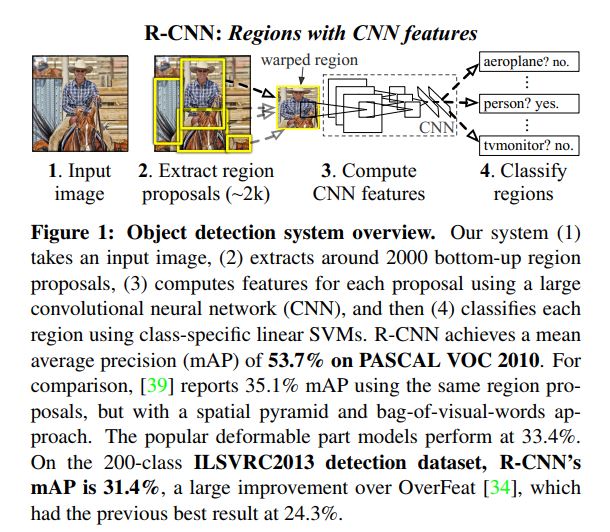 R-CNN: Regions with CNN features
warped region
aeroplane? no.
person? yes.
tvmonitor? no.
CNN
1. Input
image
2. Extract region
proposals (~2k)
3. Compute
CNN features
4. Classify
regions
Figure 1: Object detection system overview. Our system (1)
takes an input image, (2) extracts around 2000 bottom-up region
proposals, (3) computes features for each proposal using a large
convolutional neural network (CNN), and then (4) classifies each
region using class-specific linear SVMs. R-CNN achieves a mean
average precision (mAP) of 53.7% on PASCAL VOC 2010. For
comparison, [39] reports 35.1% mAP using the same region pro-
posals, but with a spatial pyramid and bag-of-visual-words ap-
proach. The popular deformable part models perform at 33.4%.
On the 200-class ILSVRC2013 detection dataset, R-CNN's
mAP is 31.4%, a large improvement over OverFeat [34], which
had the previous best result at 24.3%.